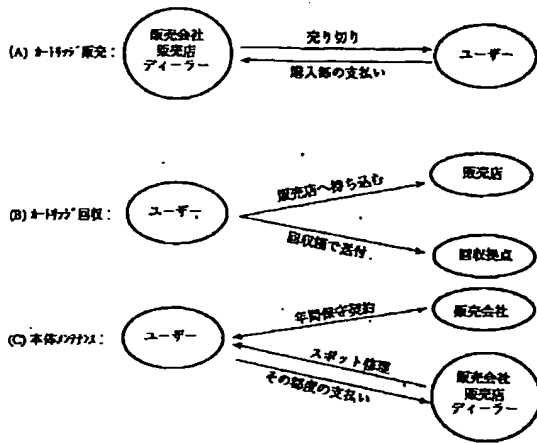 (A) カートリッジ販売:
販売会社
販売店
ディーラー
売り切り
購入都の支払い
ユーザー
(B) カートリッジ回収:
ユーザー
販売店へ持ち込む
回収箱で送付
販売店
回収拠点
(C) 本体メンテナンス:
ユーザー
年間保守契約
スポット修理
その都度の支払い
販売会社
販売会社
販売店
ディーラー